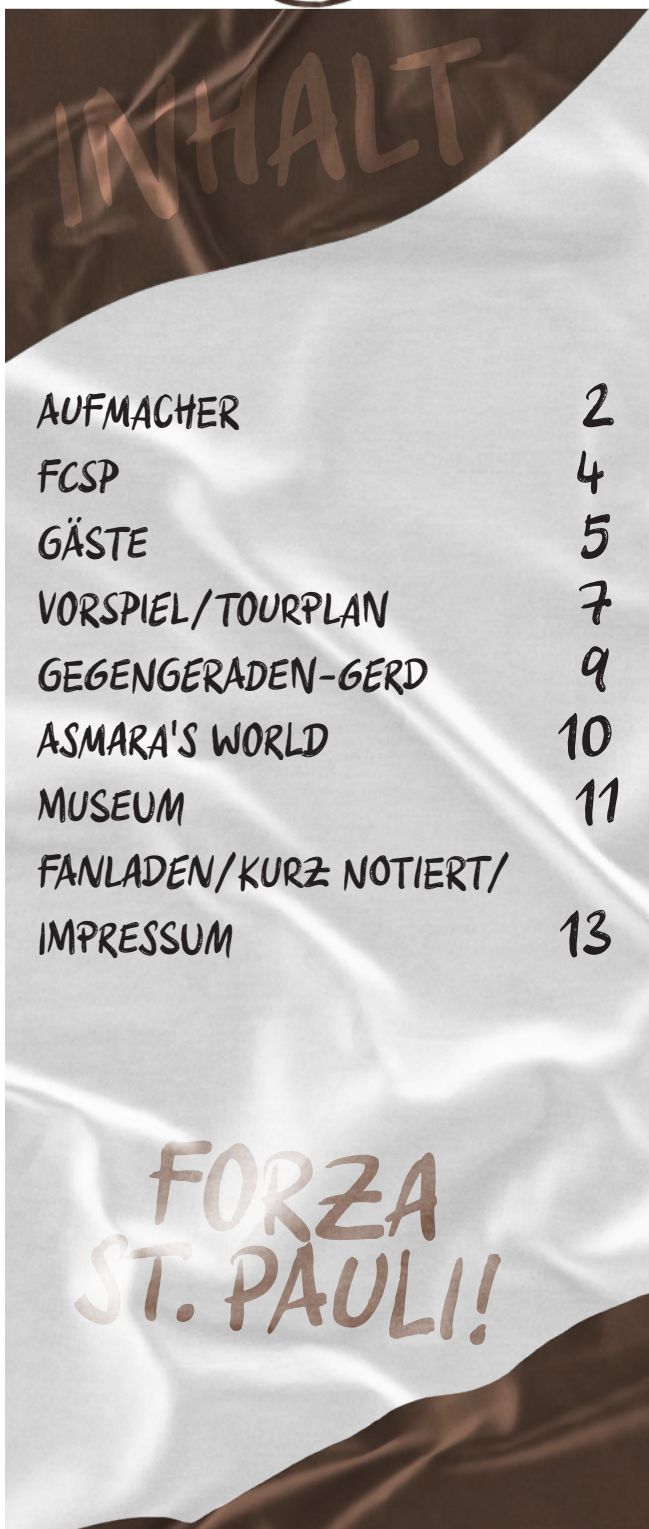 INHALT
AUFMACHER 2
FCSP 4
GÄSTE 5
VORSPIEL/TOURPLAN 7
GEGENGERADEN-GERD 9
ASMARA'S WORLD 10
MUSEUM 11
FANLADEN/KURZ NOTIERT/
IMPRESSUM 13
FORZA
ST. PAULI!